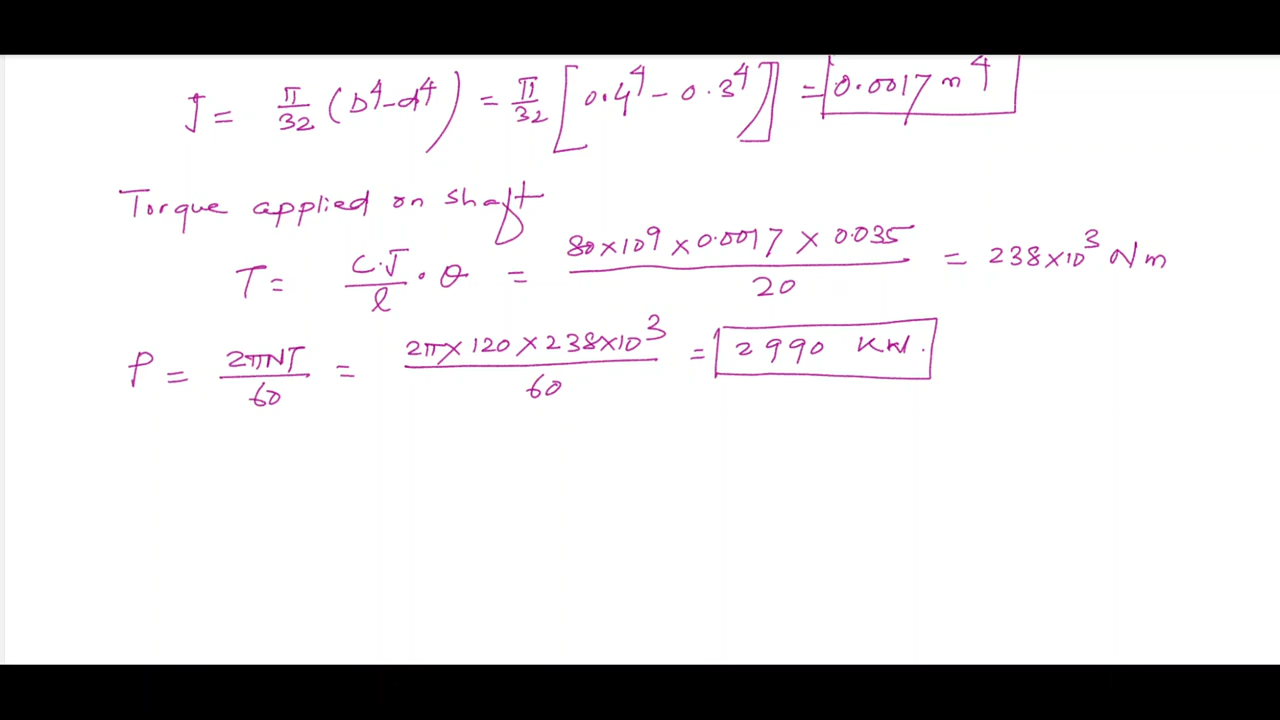 J = π/32 (D⁴-d⁴) = π/32 [0.4⁴ - 0.3⁴] = 0.0017 m⁴
Torque applied on shaft
T = C.J/l . θ = 80×10⁹ × 0.0017 × 0.035/20 = 238×10³ Nm
P = 2πNT/60 = 2π× 120 × 238×10³/60 = 2990 KW.